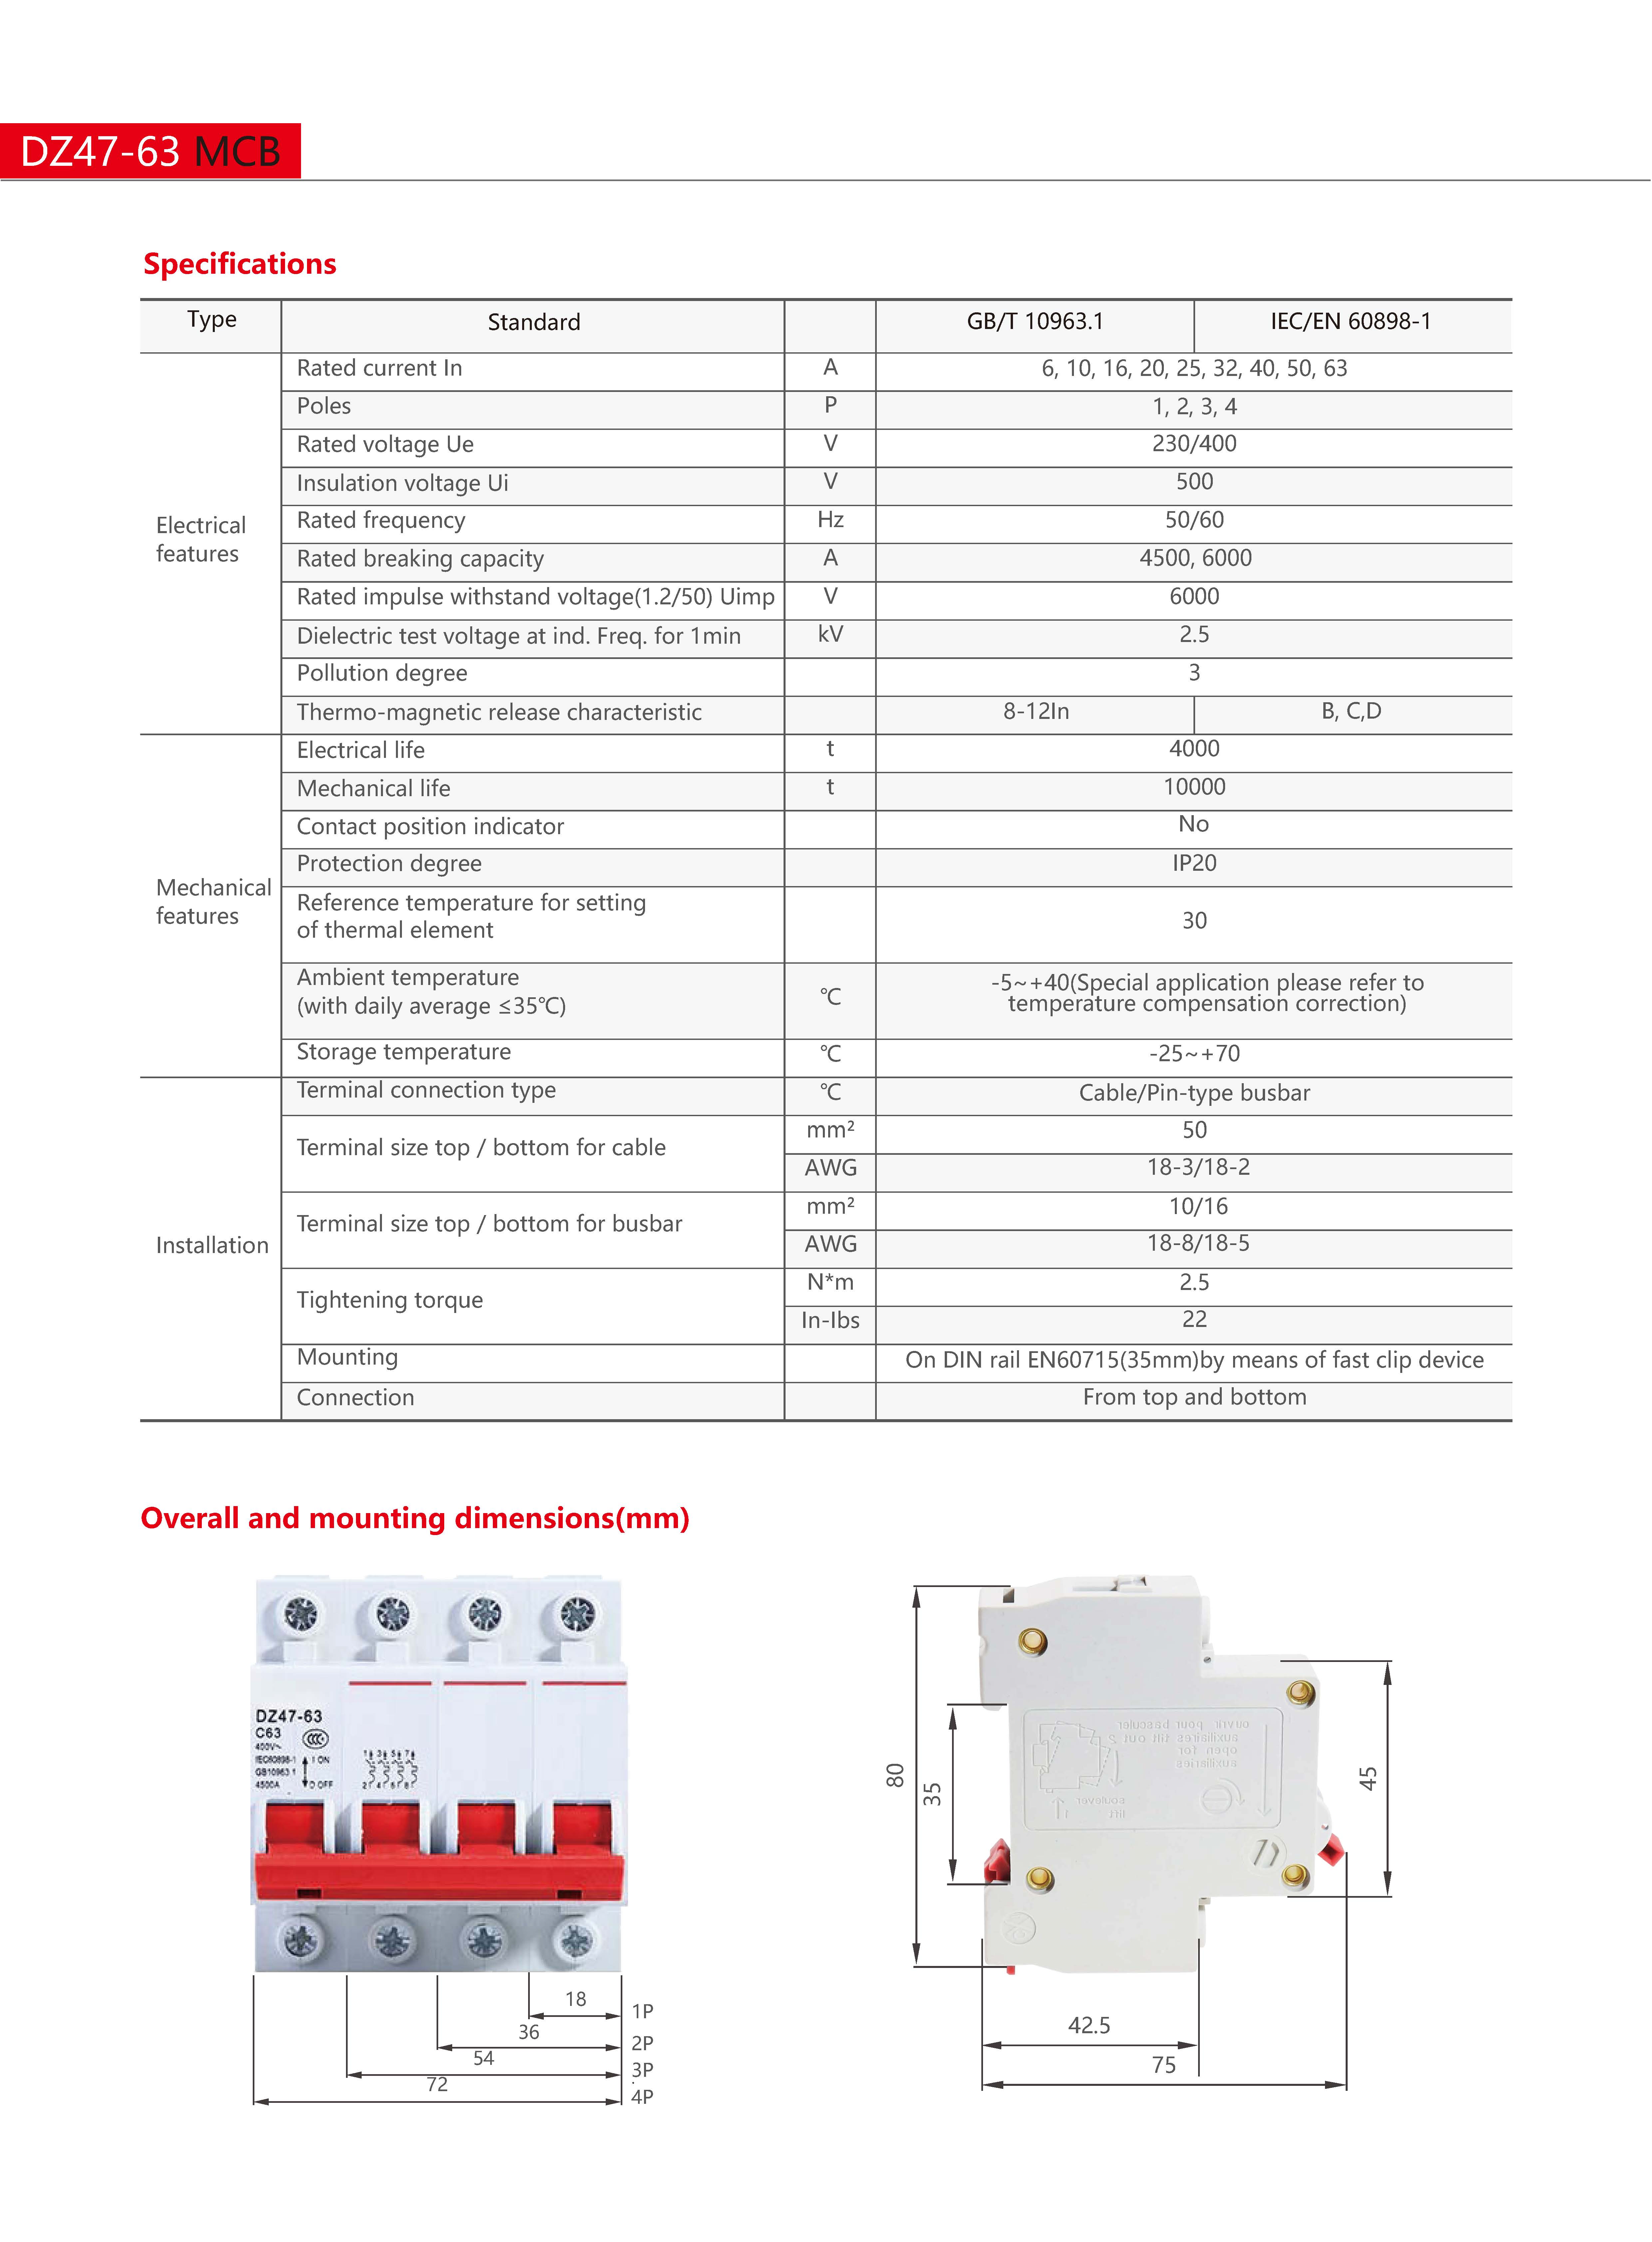 DZ47-63 MCB
Specifications
Type Standard GB/T 10963.1 IEC/EN 60898-1
Electrical
features
Rated current In A 6, 10, 16, 20, 25, 32, 40, 50, 63
Poles P 1, 2, 3, 4
Rated voltage Ue V 230/400
Insulation voltage Ui V 500
Rated frequency Hz 50/60
Rated breaking capacity A 4500, 6000
Rated impulse withstand voltage(1.2/50) Uimp V 6000
Dielectric test voltage at ind. Freq. for 1min kV 2.5
Pollution degree 3
Thermo-magnetic release characteristic 8-12In B, C,D
Mechanical
features
Electrical life t 4000
Mechanical life t 10000
Contact position indicator No
Protection degree IP20
Reference temperature for setting
of thermal element 30
Ambient temperature
(with daily average ≤35℃) ℃ -5~+40(Special application please refer to
temperature compensation correction)
Storage temperature ℃ -25~+70
Installation
Terminal connection type ℃ Cable/Pin-type busbar
Terminal size top / bottom for cable mm² 50
AWG 18-3/18-2
Terminal size top / bottom for busbar mm² 10/16
AWG 18-8/18-5
Tightening torque N*m 2.5
In-Ibs 22
Mounting On DIN rail EN60715(35mm)by means of fast clip device
Connection From top and bottom
Overall and mounting dimensions(mm)
DZ47-63
C63
400V~
IEC60898-1 I ON
GB10963.1
4500A O OFF
1 3 5 7
2 4 6 8
18 1P
36 2P
54 3P
72 4P
80
35
45
42.5
75